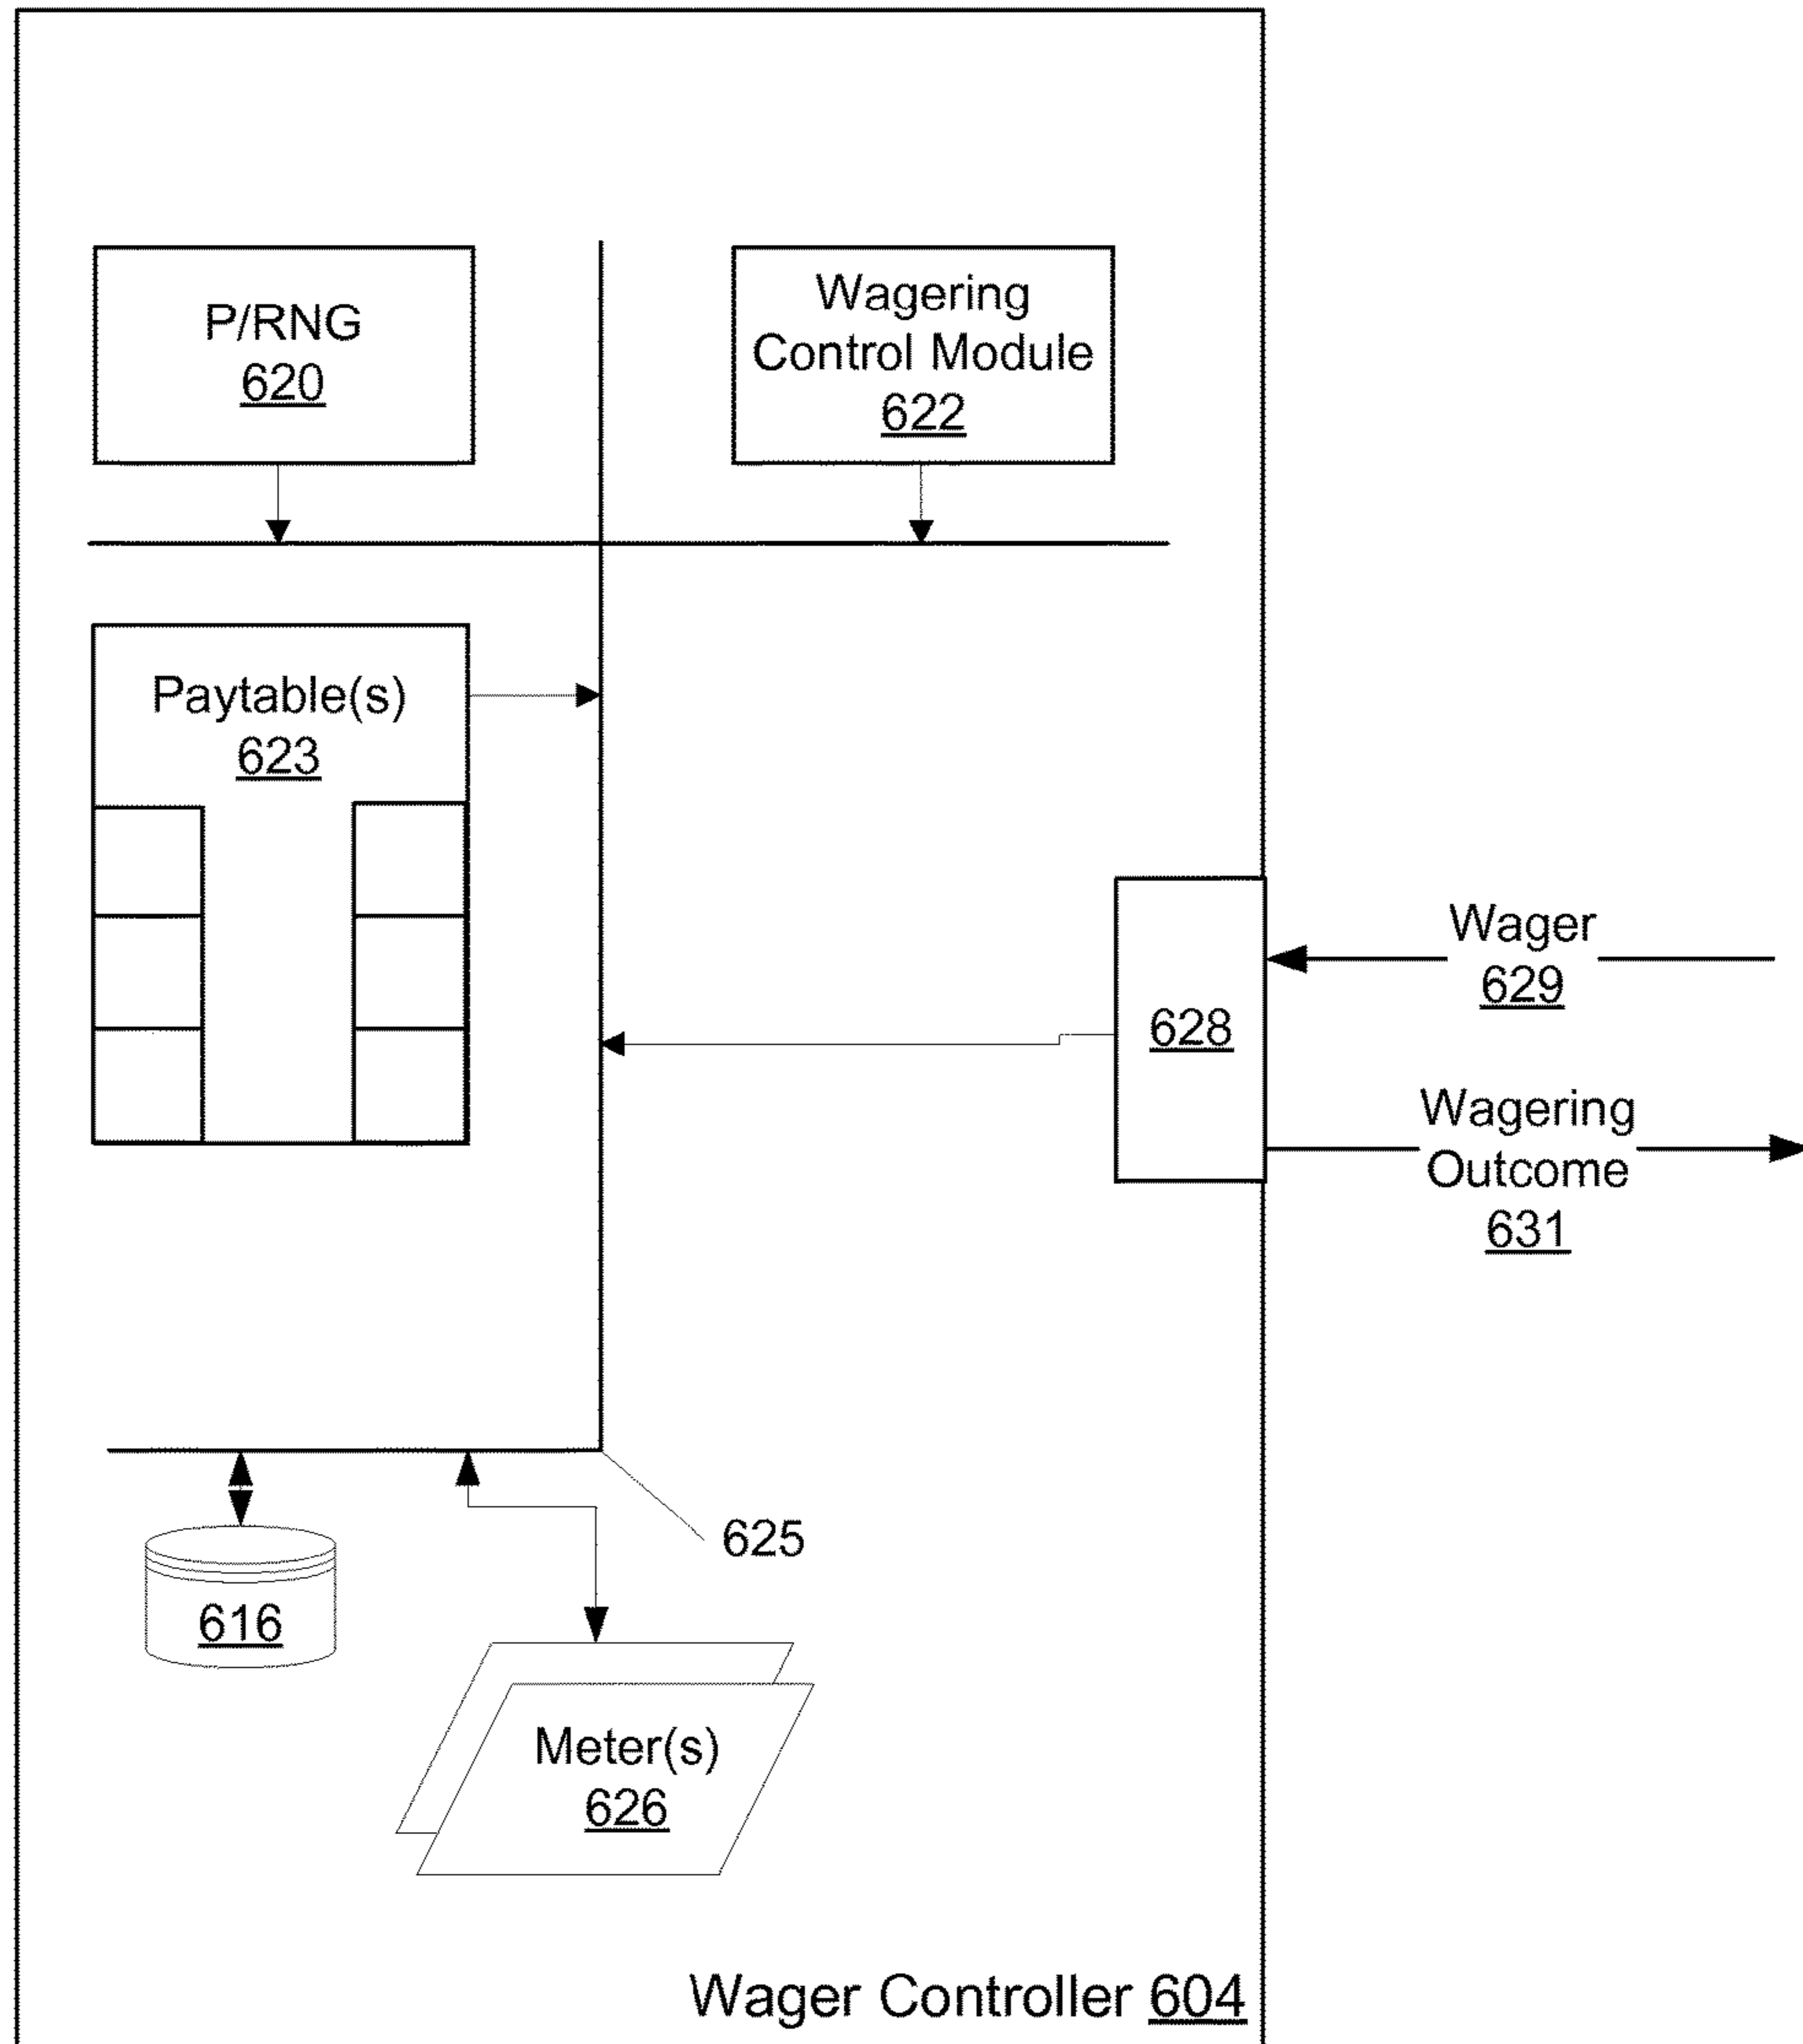 P/RNG
620
Wagering
Control Module
622
Paytable(s)
623
628
Wager
629
Wagering
Outcome
631
625
616
Meter(s)
626
Wager Controller 604